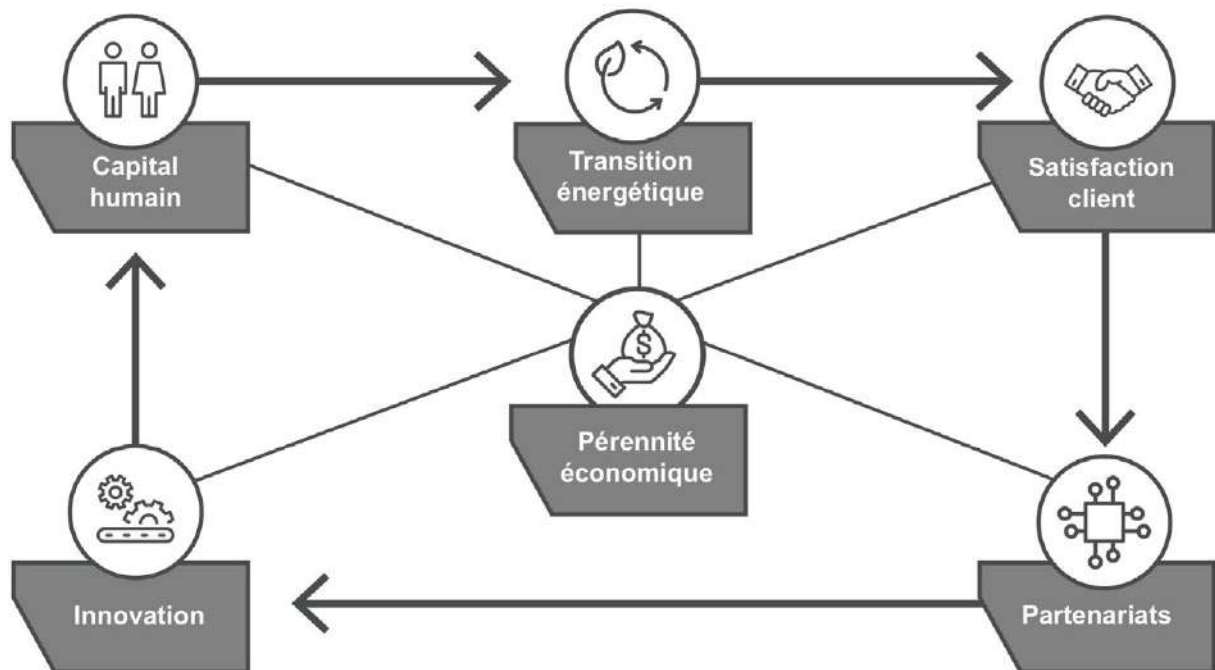 Capital
humain
Transition
énergétique
Satisfaction
client
$
Pérennité
économique
Innovation
Partenariats